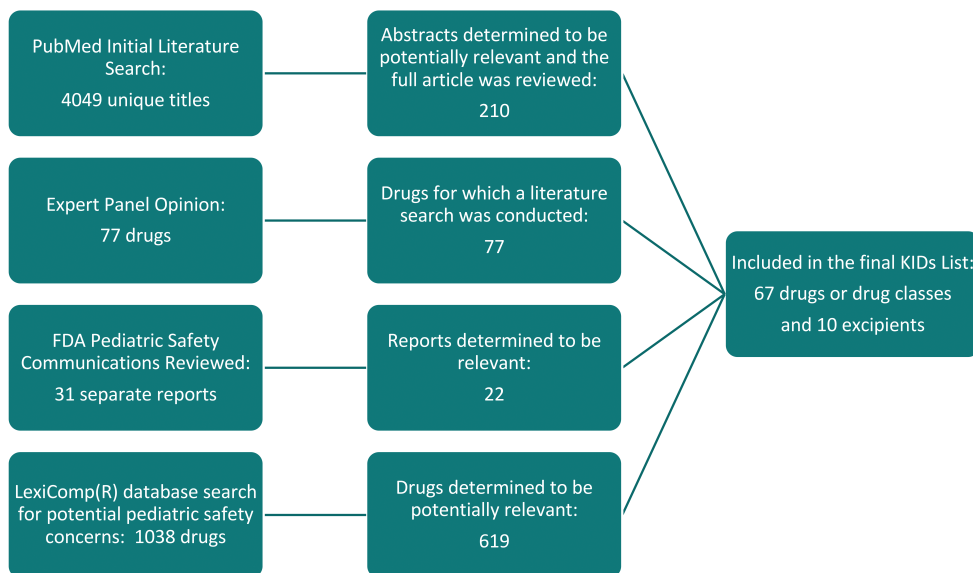 PubMed Initial Literature
Search:
4049 unique titles
Abstracts determined to be
potentially relevant and the
full article was reviewed:
210
Expert Panel Opinion:
77 drugs
Drugs for which a literature
search was conducted:
77
FDA Pediatric Safety
Communications Reviewed:
31 separate reports
Reports determined to be
relevant:
22
LexiComp(R) database search
for potential pediatric safety
concerns: 1038 drugs
Drugs determined to be
potentially relevant:
619
Included in the final KIDs List:
67 drugs or drug classes
and 10 excipients